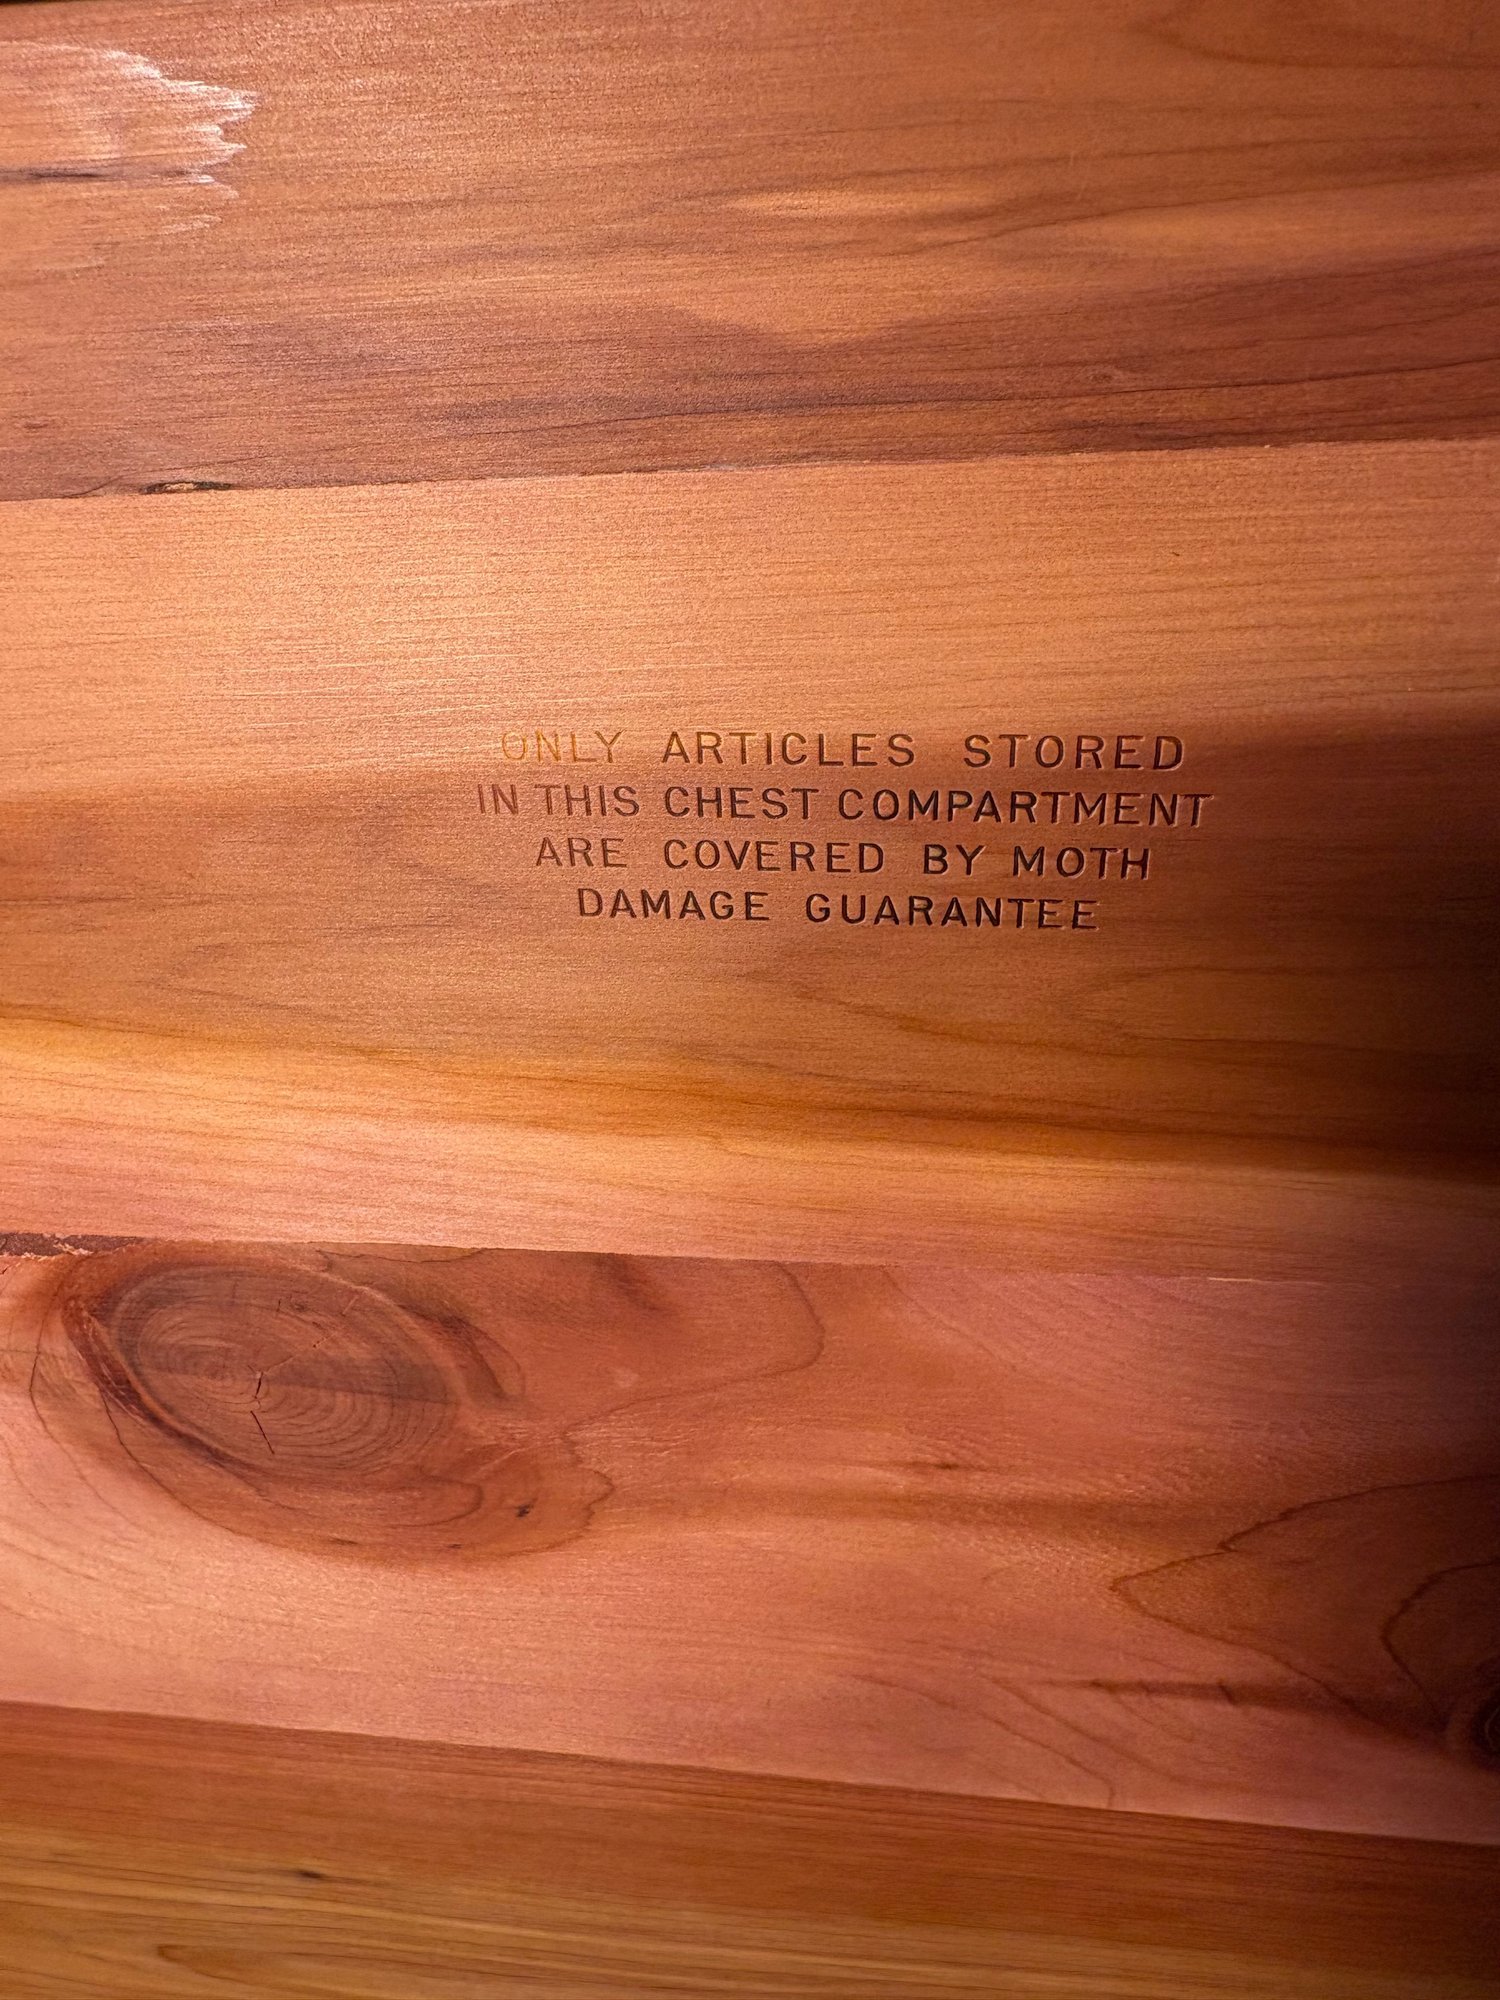 ONLY ARTICLES STORED
IN THIS CHEST COMPARTMENT
ARE COVERED BY MOTH
DAMAGE GUARANTEE